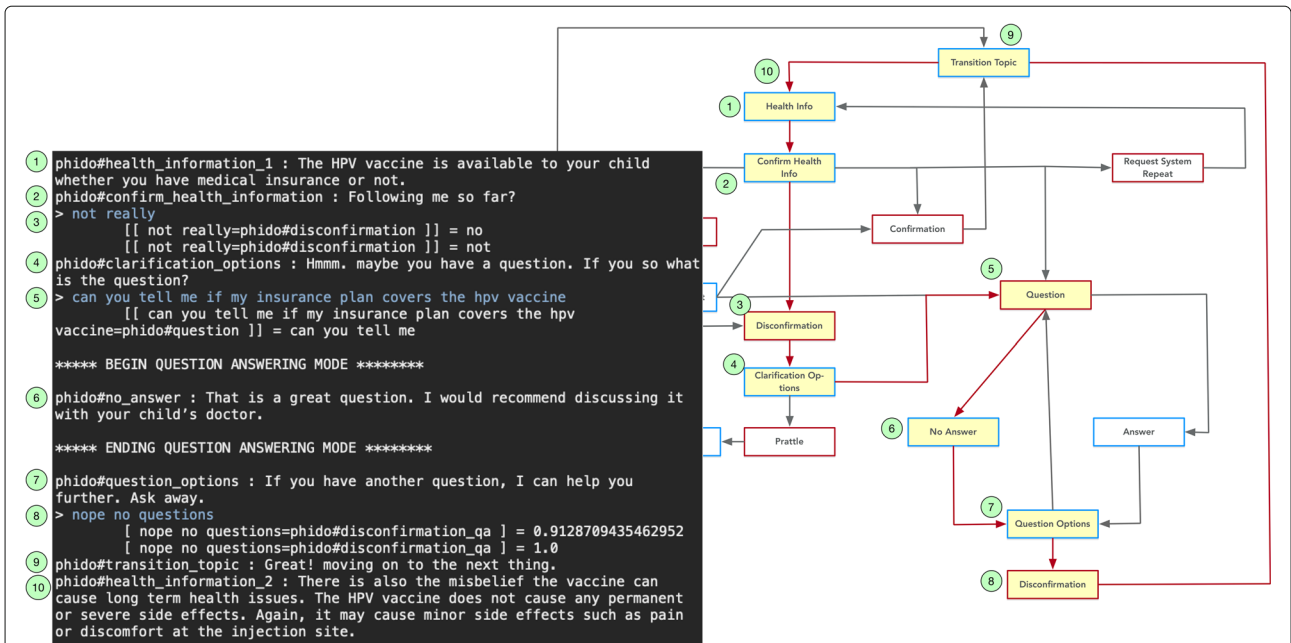 9
Transition Topic
10
1
Health Info
1
phido#health_information_1 : The HPV vaccine is available to your child
whether you have medical insurance or not.
2
phido#confirm_health_information : Following me so far?
3
> not really
[[ not really=phido#disconfirmation ]] = no
[[ not really=phido#disconfirmation ]] = not
4
phido#clarification_options : Hmmm. maybe you have a question. If you so what
is the question?
5
> can you tell me if my insurance plan covers the hpv vaccine
[[ can you tell me if my insurance plan covers the hpv
vaccine=phido#question ]] = can you tell me
***** BEGIN QUESTION ANSWERING MODE ********
6
phido#no_answer : That is a great question. I would recommend discussing it
with your child's doctor.
***** ENDING QUESTION ANSWERING MODE ********
7
phido#question_options : If you have another question, I can help you
further. Ask away.
8
> nope no questions
[ nope no questions=phido#disconfirmation_qa ] = 0.9128709435462952
[ nope no questions=phido#disconfirmation_qa ] = 1.0
9
phido#transition_topic : Great! moving on to the next thing.
10
phido#health_information_2 : There is also the misbelief the vaccine can
cause long term health issues. The HPV vaccine does not cause any permanent
or severe side effects. Again, it may cause minor side effects such as pain
or discomfort at the injection site.
Confirm Health
Info
2
Request System
Repeat
Confirmation
5
Question
3
Disconfirmation
4
Clarification Op-
tions
6
No Answer
Answer
Prattle
7
Question Options
8
Disconfirmation